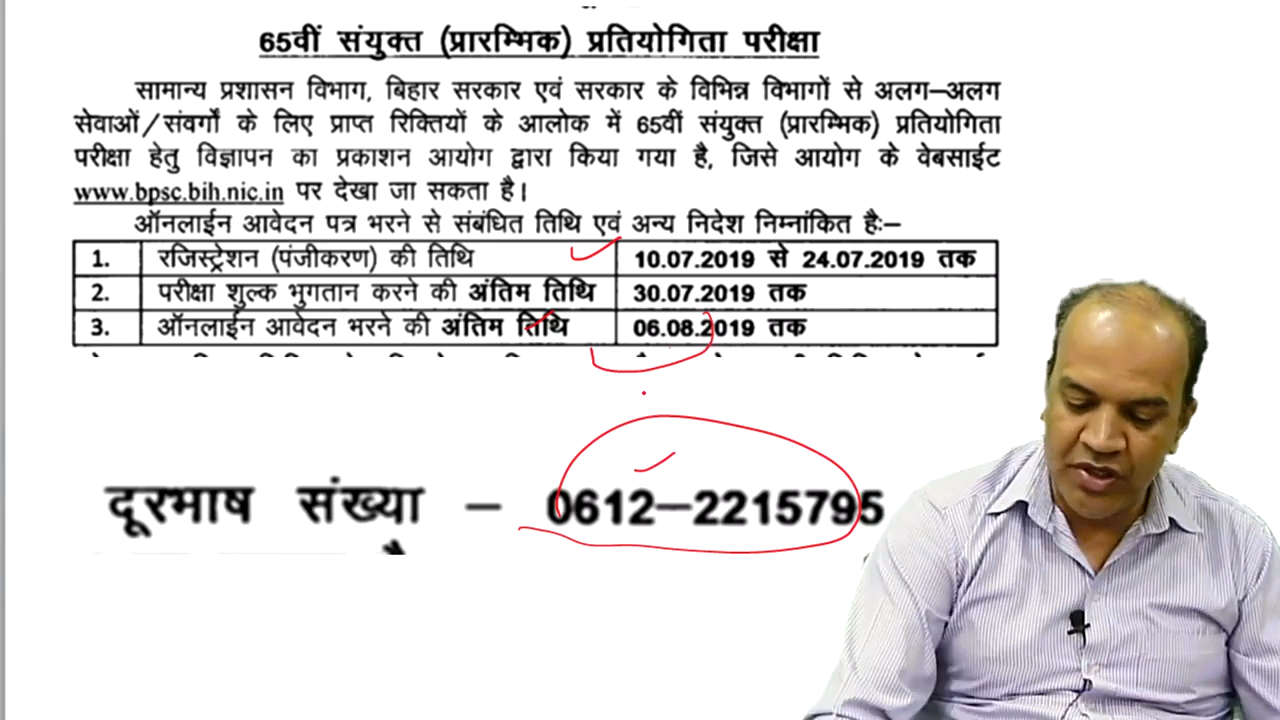 65वीं संयुक्त (प्रारम्भिक) प्रतियोगिता परीक्षा
सामान्य प्रशासन विभाग, बिहार सरकार एवं सरकार के विभिन्न विभागों से अलग–अलग
सेवाओं/संवर्गों के लिए प्राप्त रिक्तियों के आलोक में 65वीं संयुक्त (प्रारम्भिक) प्रतियोगिता
परीक्षा हेतु विज्ञापन का प्रकाशन आयोग द्वारा किया गया है, जिसे आयोग के वेबसाईट
www.bpsc.bih.nic.in पर देखा जा सकता है।
ऑनलाईन आवेदन पत्र भरने से संबंधित तिथि एवं अन्य निदेश निम्नांकित हैः–
1. रजिस्ट्रेशन (पंजीकरण) की तिथि 10.07.2019 से 24.07.2019 तक
2. परीक्षा शुल्क भुगतान करने की अंतिम तिथि 30.07.2019 तक
3. ऑनलाईन आवेदन भरने की अंतिम तिथि 06.08.2019 तक
दूरभाष संख्या – 0612–2215795